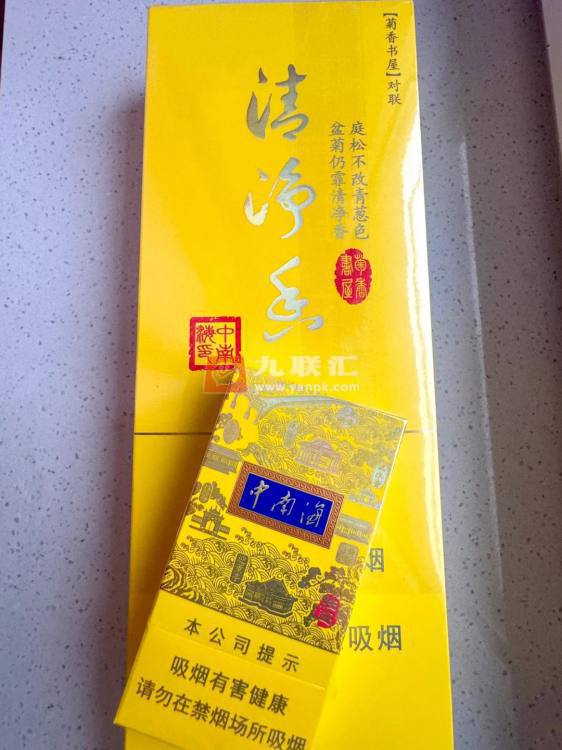 【菊香书屋】对联
庭松不改青葱色
盆菊仍靠清净香
清净香
菊香书屋
中南海印
九联汇
www.yanpk.com
中南海
烟
吸烟
本公司提示
吸烟有害健康
请勿在禁烟场所吸烟